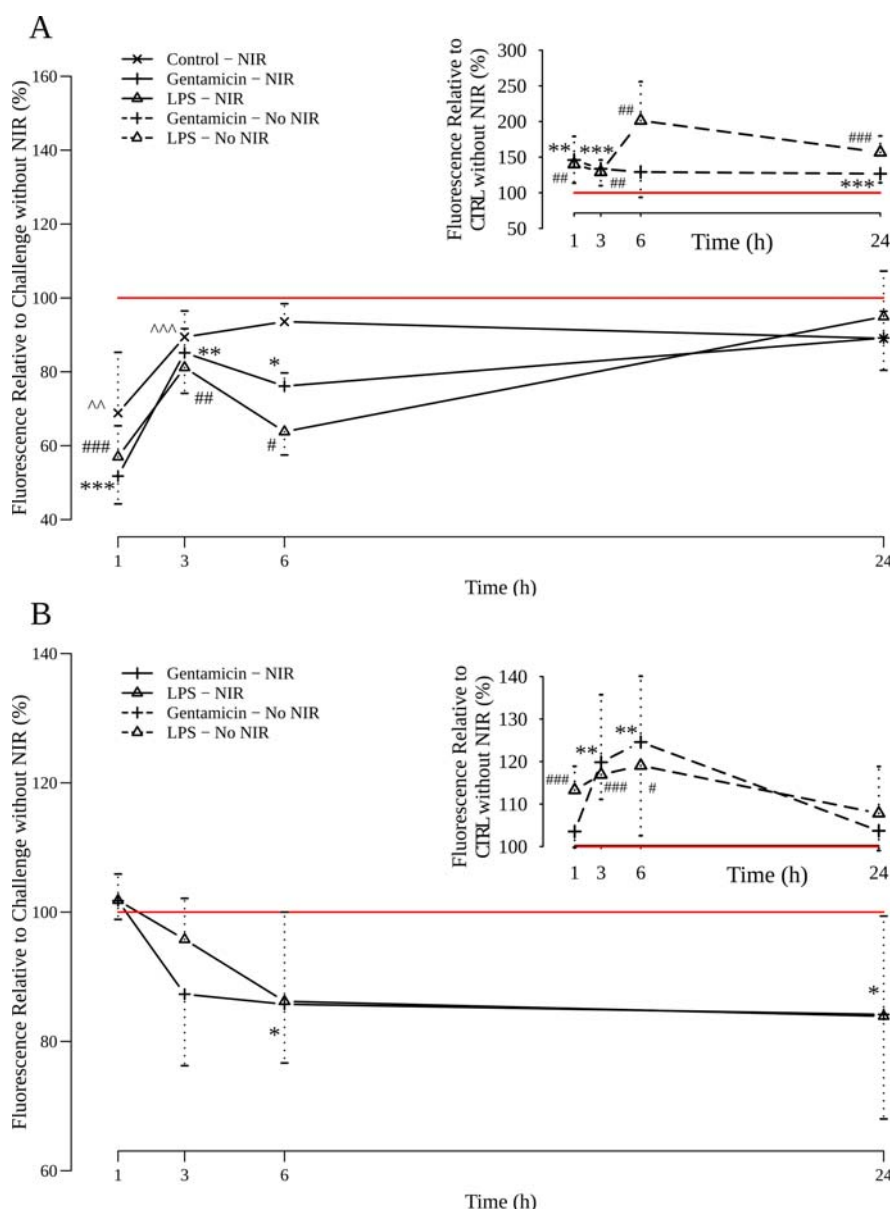 A
Control − NIR
Gentamicin − NIR
LPS − NIR
Gentamicin − No NIR
LPS − No NIR
Fluorescence Relative to Challenge without NIR (%)
160
140
120
100
80
60
40
^^
###
***
^^^
**
##
*
#
1
3
6
24
Time (h)
Fluorescence Relative to
CTRL without NIR (%)
300
250
200
150
100
50
**
##
***
##
##
###
***
1
3
6
Time (h)
24
B
Gentamicin − NIR
LPS − NIR
Gentamicin − No NIR
LPS − No NIR
Fluorescence Relative to Challenge without NIR (%)
140
120
100
80
60
*
*
1
3
6
24
Time (h)
Fluorescence Relative to
CTRL without NIR (%)
140
130
120
110
100
###
**
###
**
#
1
3
6
Time (h)
24